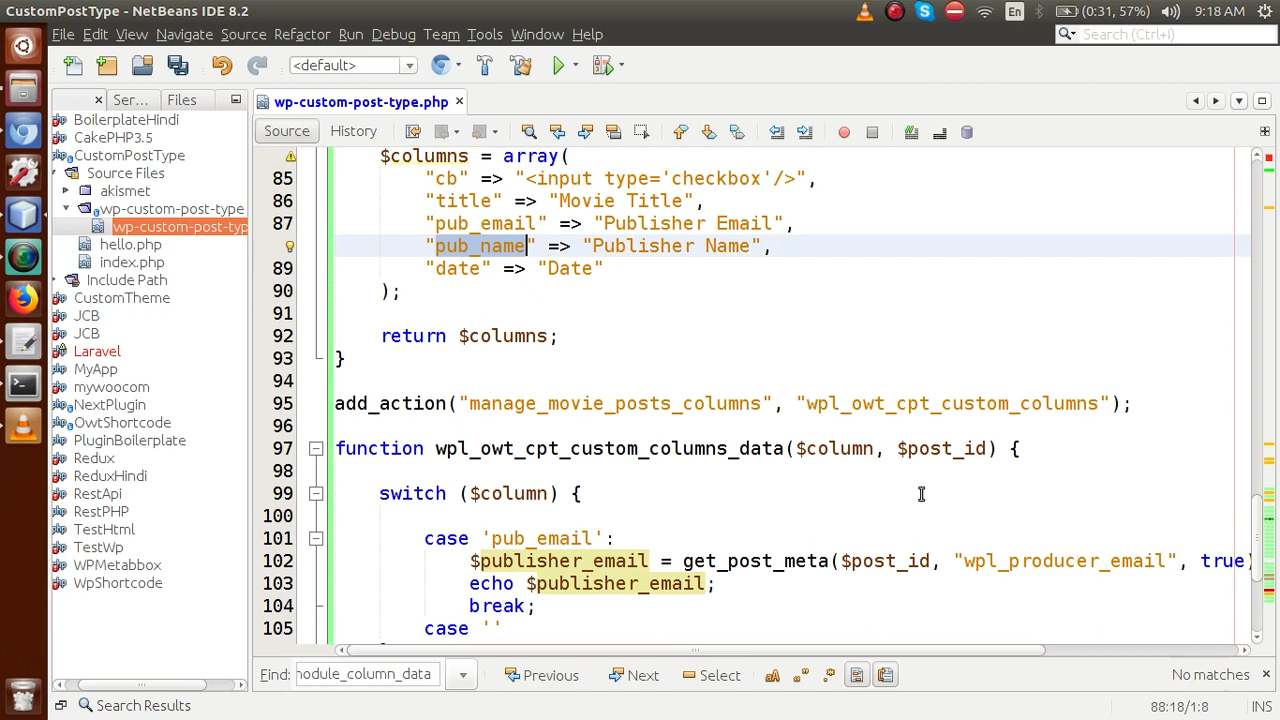 CustomPostType - NetBeans IDE 8.2
En
(0:31, 57%)
9:18 AM
File Edit View Navigate Source Refactor Run Debug Team Tools Window Help
Search (Ctrl+I)
<default>
Ser...
Files
wp-custom-post-type.php
Source
History
BoilerplateHindi
CakePHP3.5
CustomPostType
Source Files
akismet
wp-custom-post-type
wp-custom-post-typ
hello.php
index.php
Include Path
CustomTheme
JCB
JCB
Laravel
MyApp
mywoocom
NextPlugin
OwtShortcode
PluginBoilerplate
Redux
ReduxHindi
RestApi
RestPHP
TestHtml
TestWp
WPMetabox
WpShortcode
$columns = array(
85 "cb" => "<input type='checkbox'/>",
86 "title" => "Movie Title",
87 "pub_email" => "Publisher Email",
"pub_name" => "Publisher Name",
89 "date" => "Date"
90 );
91
92 return $columns;
93 }
94
95 add_action("manage_movie_posts_columns", "wpl_owt_cpt_custom_columns");
96
97 function wpl_owt_cpt_custom_columns_data($column, $post_id) {
98
99 switch ($column) {
100
101 case 'pub_email':
102 $publisher_email = get_post_meta($post_id, "wpl_producer_email", true)
103 echo $publisher_email;
104 break;
105 case ''
Find: nodule_column_data
Previous
Next
Select
No matches
Search Results
88:18/1:8
INS